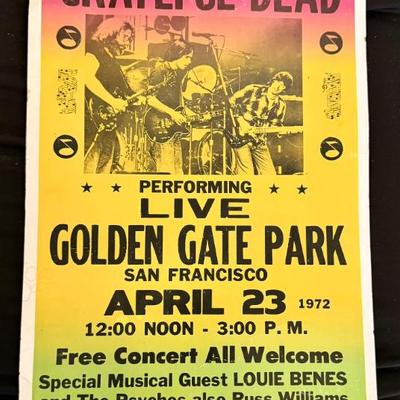 GRATEFUL DEAD
★ ★ PERFORMING ★ ★
LIVE
GOLDEN GATE PARK
SAN FRANCISCO
APRIL 23 1972
12:00 NOON - 3:00 P. M.
Free Concert All Welcome
Special Musical Guest LOUIE BENES
and The Psyches also Russ Williams